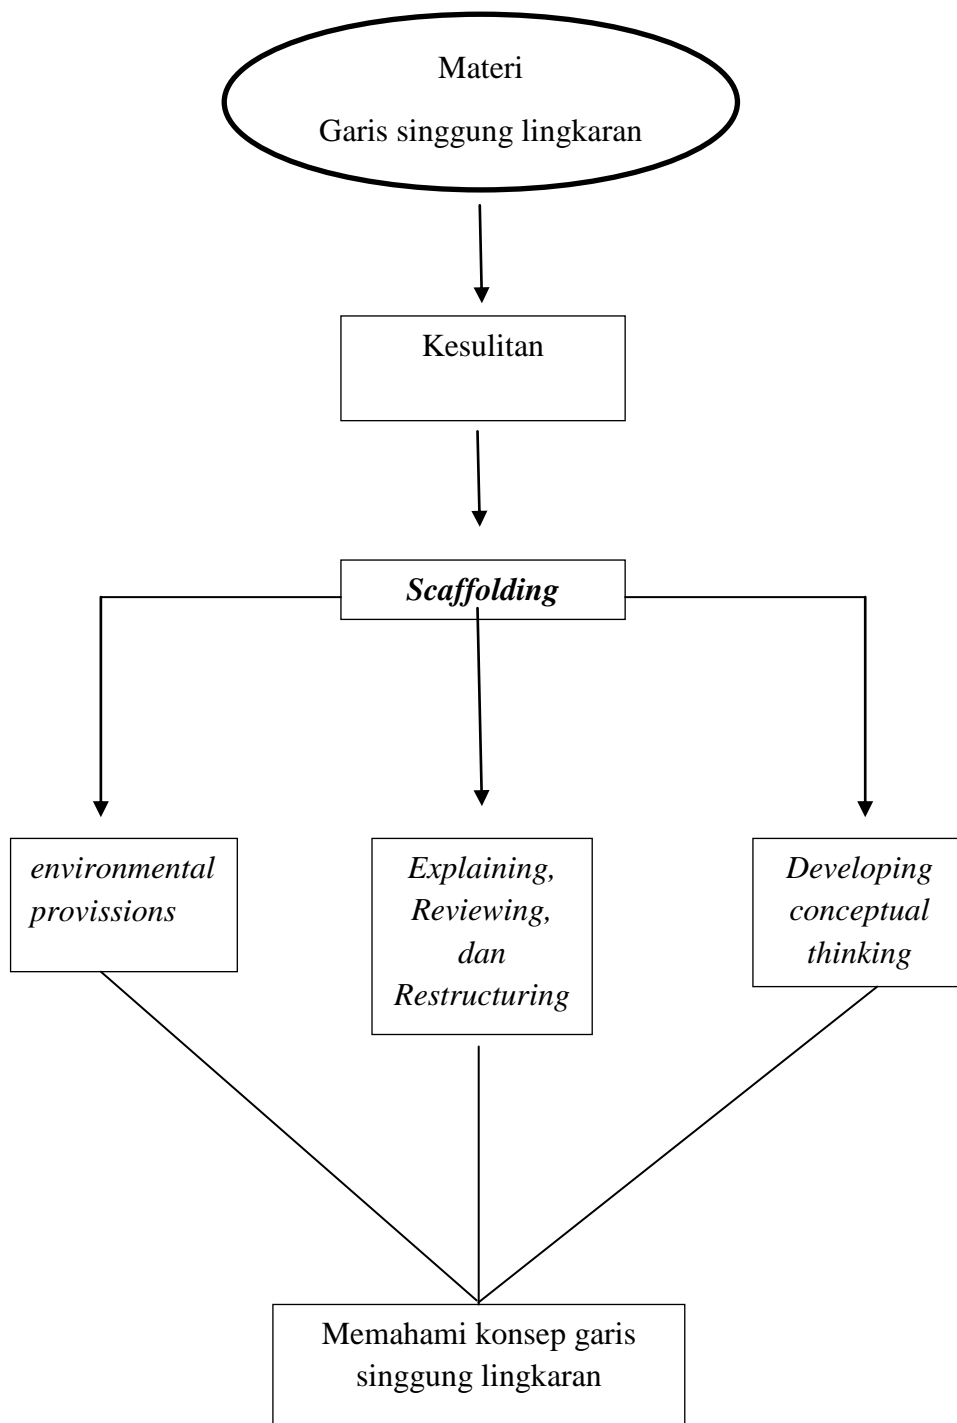 Materi
Garis singgung lingkaran
Kesulitan
Scaffolding
environmental
provissions
Explaining,
Reviewing,
dan
Restructuring
Developing
conceptual
thinking
Memahami konsep garis
singgung lingkaran